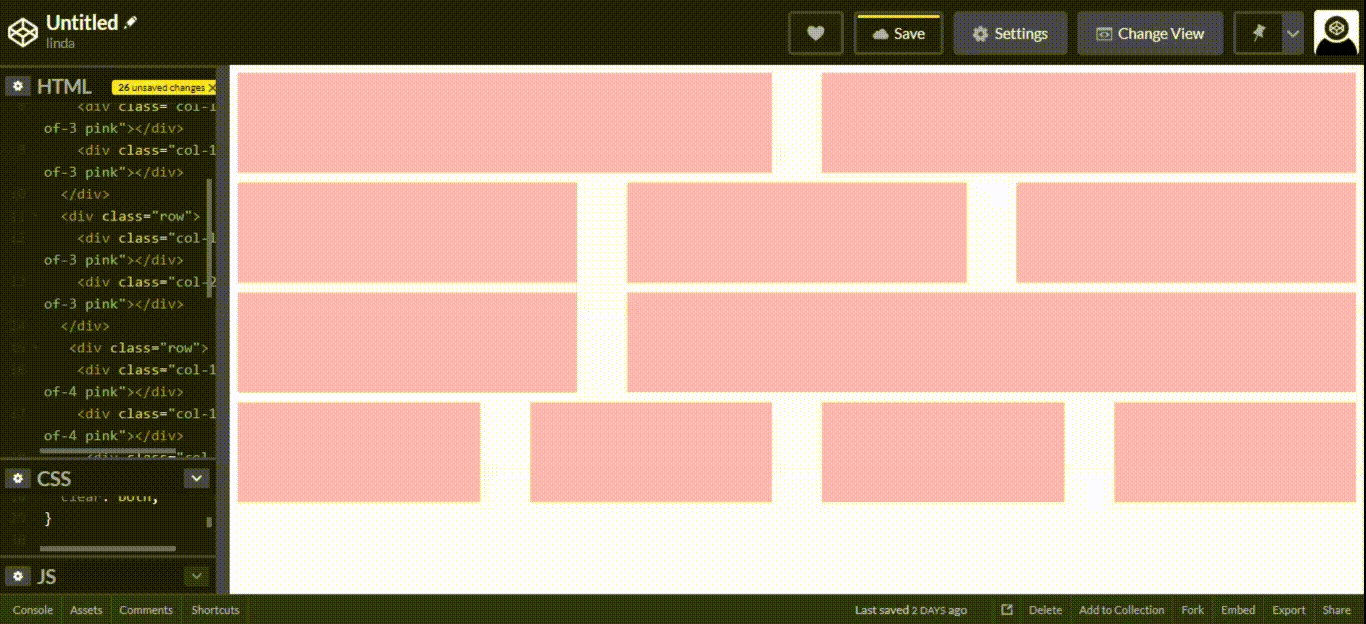 Untitled
linda
Save
Settings
Change View
HTML
26 unsaved changes X
<div class="col-1
of-3 pink"></div>
<div class="col-1
of-3 pink"></div>
</div>
<div class="row">
<div class="col-1
of-3 pink"></div>
<div class="col-2
of-3 pink"></div>
</div>
<div class="row">
<div class="col-1
of-4 pink"></div>
<div class="col-1
of-4 pink"></div>
<div class="col-
CSS
clear: both;
}
JS
Console Assets Comments Shortcuts Last saved 2 DAYS ago Delete Add to Collection Fork Embed Export Share